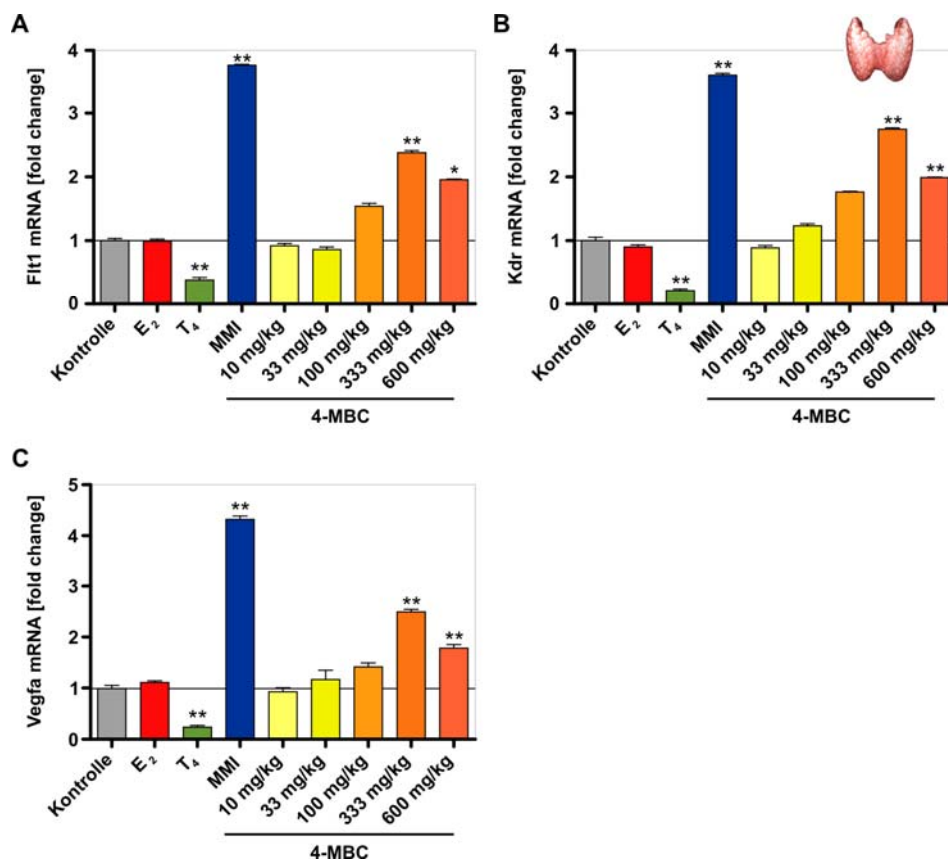 A
Flt1 mRNA [fold change]
4
3
2
1
0
**
**
**
*
Kontrolle
E₂
T₄
MMI
10 mg/kg
33 mg/kg
100 mg/kg
333 mg/kg
600 mg/kg
4-MBC
B
Kdr mRNA [fold change]
4
3
2
1
0
**
**
**
**
Kontrolle
E₂
T₄
MMI
10 mg/kg
33 mg/kg
100 mg/kg
333 mg/kg
600 mg/kg
4-MBC
C
Vegfa mRNA [fold change]
5
4
3
2
1
0
**
**
**
**
Kontrolle
E₂
T₄
MMI
10 mg/kg
33 mg/kg
100 mg/kg
333 mg/kg
600 mg/kg
4-MBC